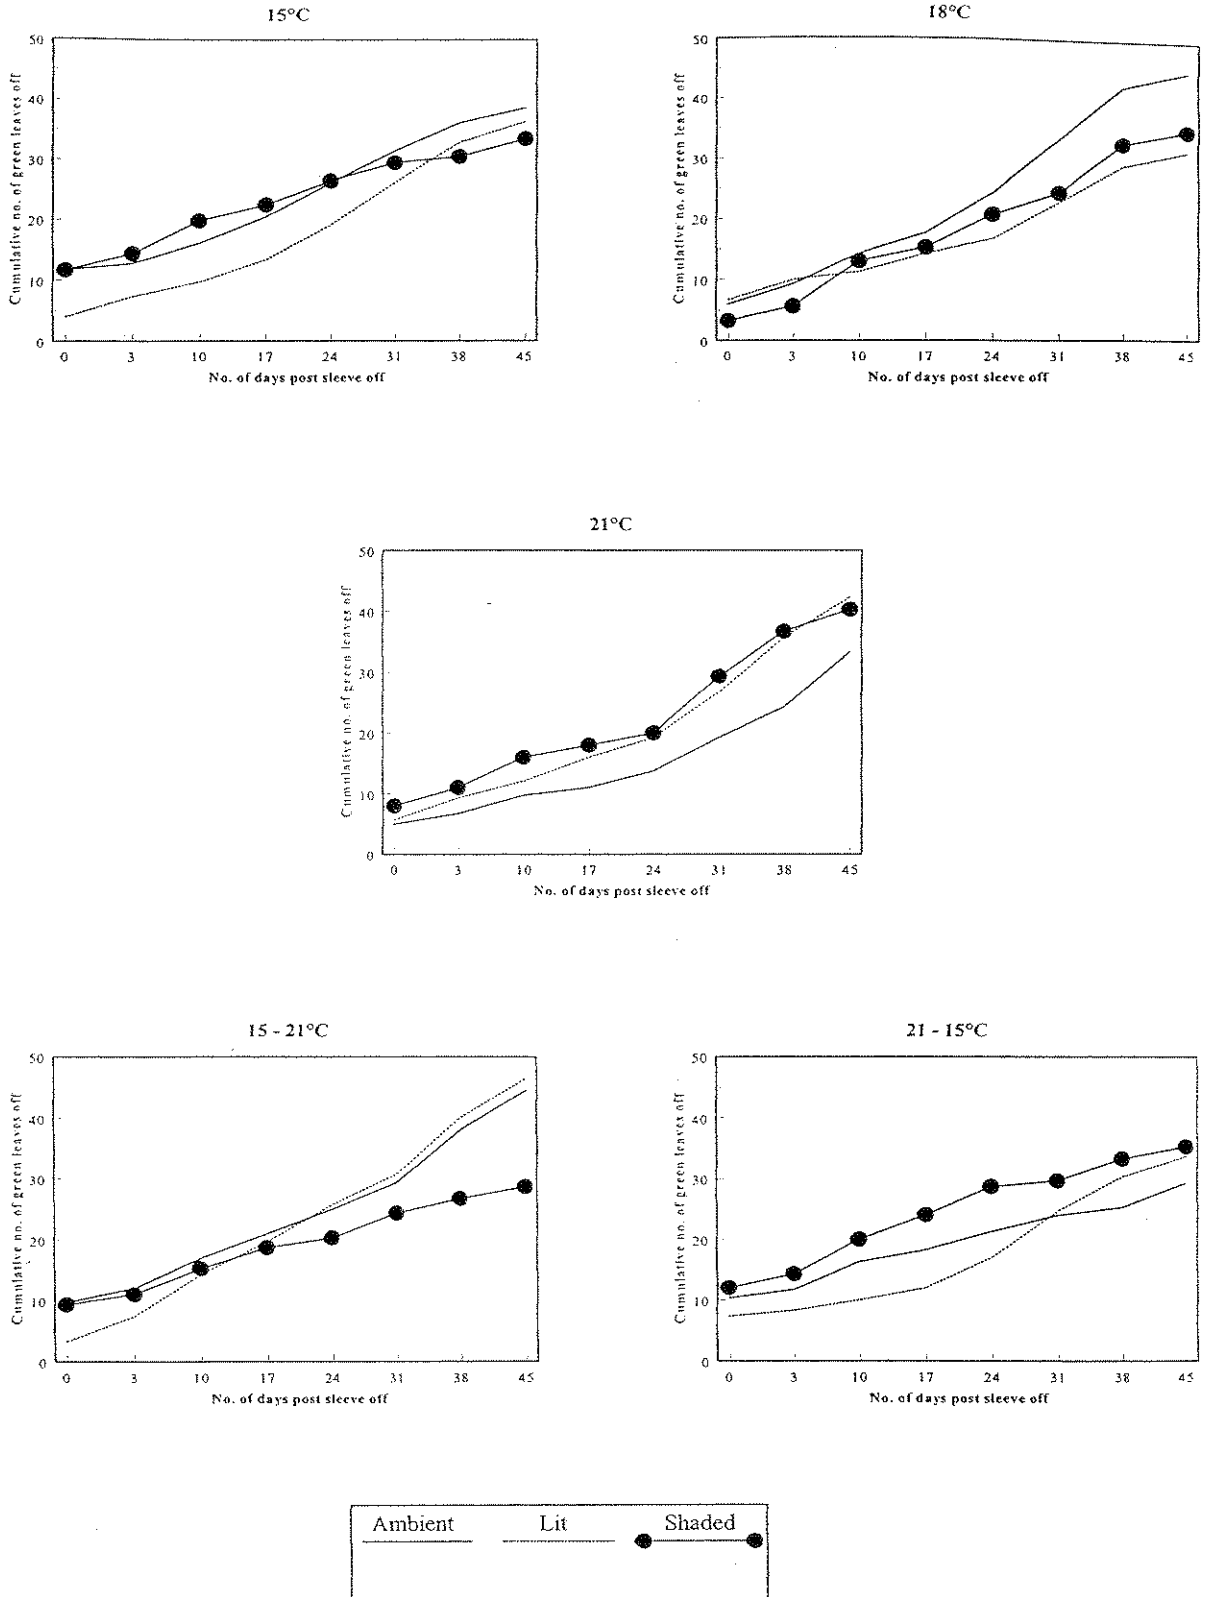 15°C
50
40
30
20
10
0
Cumulative no. of green leaves off
0 3 10 17 24 31 38 45
No. of days post sleeve off
18°C
50
40
30
20
10
0
Cumulative no. of green leaves off
0 3 10 17 24 31 38 45
No. of days post sleeve off
21°C
50
40
30
20
10
0
Cumulative no. of green leaves off
0 3 10 17 24 31 38 45
No. of days post sleeve off
15 - 21°C
50
40
30
20
10
0
Cumulative no. of green leaves off
0 3 10 17 24 31 38 45
No. of days post sleeve off
21 - 15°C
50
40
30
20
10
0
Cumulative no. of green leaves off
0 3 10 17 24 31 38 45
No. of days post sleeve off
Ambient Lit Shaded